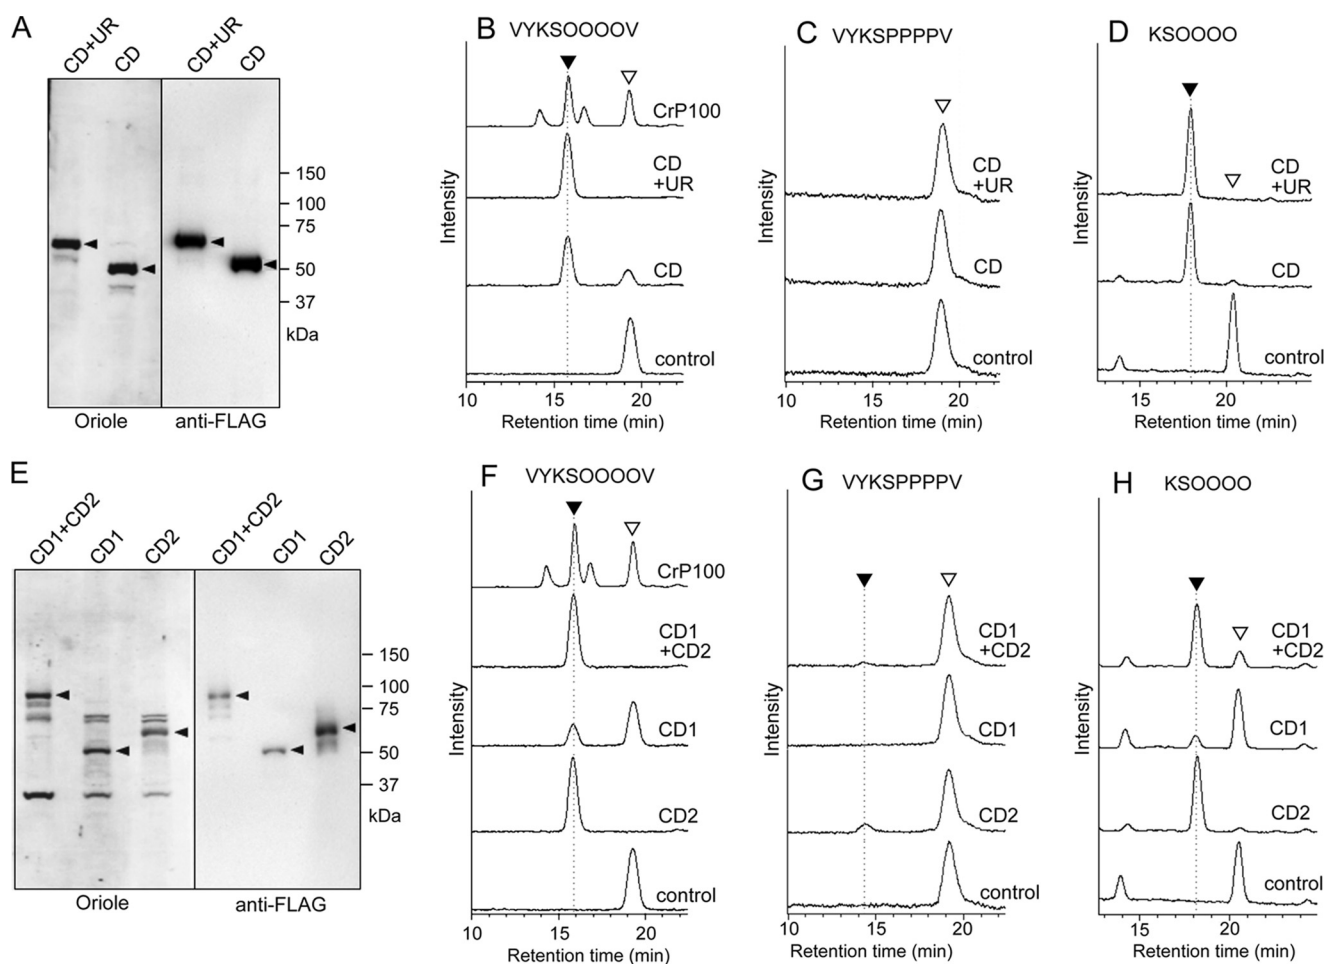 A
CD+UR
CD
CD+UR
CD
150
100
75
50
37
kDa
Oriole
anti-FLAG
B
VYKSOOOOV
CrP100
CD
+UR
CD
control
Intensity
10
15
20
Retention time (min)
C
VYKSPPPPV
CD
+UR
CD
control
Intensity
10
15
20
Retention time (min)
D
KSOOOO
CD
+UR
CD
control
Intensity
15
20
Retention time (min)
E
CD1+CD2
CD1
CD2
CD1+CD2
CD1
CD2
150
100
75
50
37
kDa
Oriole
anti-FLAG
F
VYKSOOOOV
CrP100
CD1
+CD2
CD1
CD2
control
Intensity
10
15
20
Retention time (min)
G
VYKSPPPPV
CD1
+CD2
CD1
CD2
control
Intensity
10
15
20
Retention time (min)
H
KSOOOO
CD1
+CD2
CD1
CD2
control
Intensity
15
20
Retention time (min)